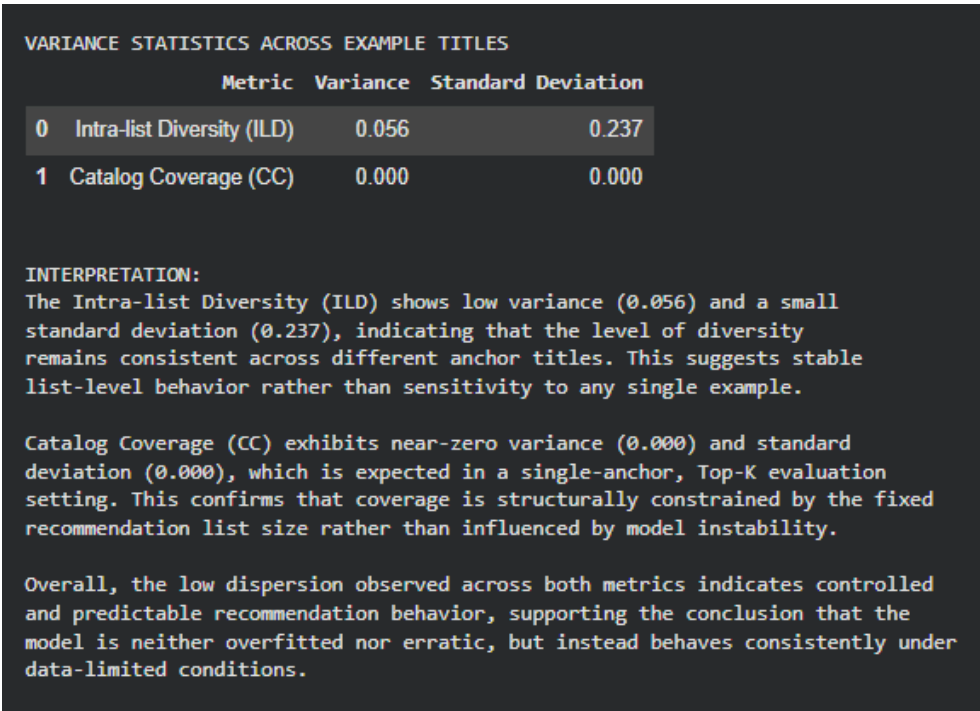 VARIANCE STATISTICS ACROSS EXAMPLE TITLES
Metric Variance Standard Deviation
0 Intra-list Diversity (ILD) 0.056 0.237
1 Catalog Coverage (CC) 0.000 0.000
INTERPRETATION:
The Intra-list Diversity (ILD) shows low variance (0.056) and a small
standard deviation (0.237), indicating that the level of diversity
remains consistent across different anchor titles. This suggests stable
list-level behavior rather than sensitivity to any single example.
Catalog Coverage (CC) exhibits near-zero variance (0.000) and standard
deviation (0.000), which is expected in a single-anchor, Top-K evaluation
setting. This confirms that coverage is structurally constrained by the fixed
recommendation list size rather than influenced by model instability.
Overall, the low dispersion observed across both metrics indicates controlled
and predictable recommendation behavior, supporting the conclusion that the
model is neither overfitted nor erratic, but instead behaves consistently under
data-limited conditions.